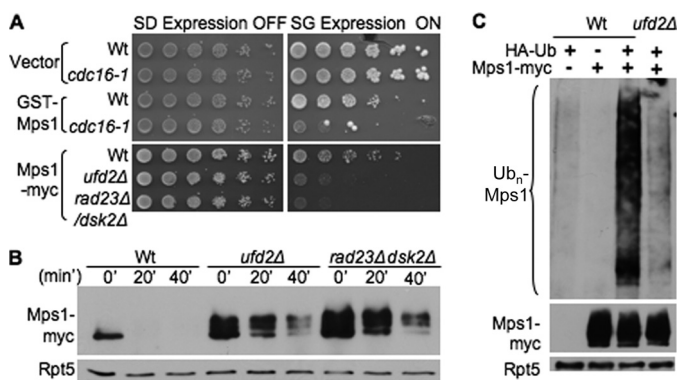 A
SD Expression OFF SG Expression ON
Vector
Wt
cdc16-1
GST-
Mps1
Wt
cdc16-1
Mps1
-myc
Wt
ufd2Δ
rad23Δ
/dsk2Δ
B
Wt ufd2Δ rad23Δdsk2Δ
(min') 0' 20' 40' 0' 20' 40' 0' 20' 40'
Mps1-
myc
Rpt5
C
Wt ufd2Δ
HA-Ub + - + +
Mps1-myc - + + +
Ubn-
Mps1
Mps1-
myc
Rpt5